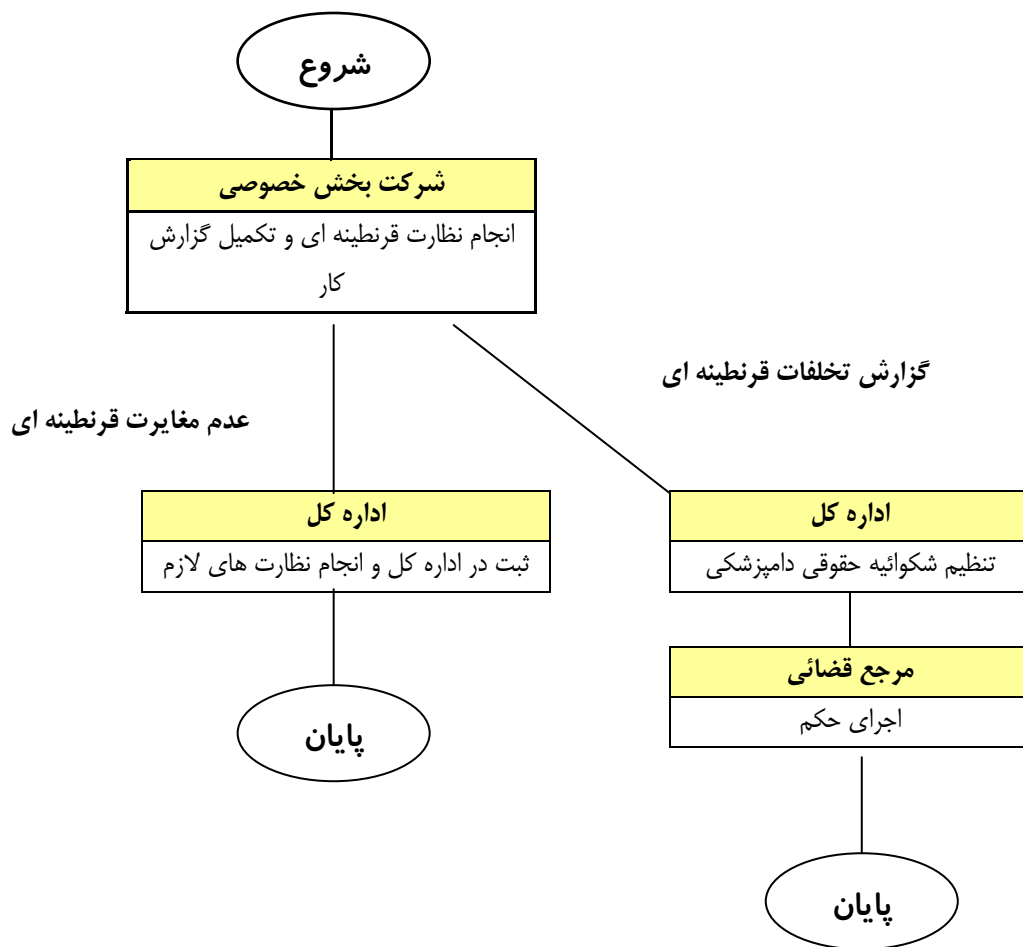 شروع
شرکت بخش خصوصی
انجام نظارت قرنطینه ای و تکمیل گزارش
کار
گزارش تخلفات قرنطینه ای
عدم مغایرت قرنطینه ای
اداره کل
تنظیم شکوائیه حقوقی دامپزشکی
اداره کل
ثبت در اداره کل و انجام نظارت های لازم
مرجع قضائی
اجرای حکم
پایان
پایان